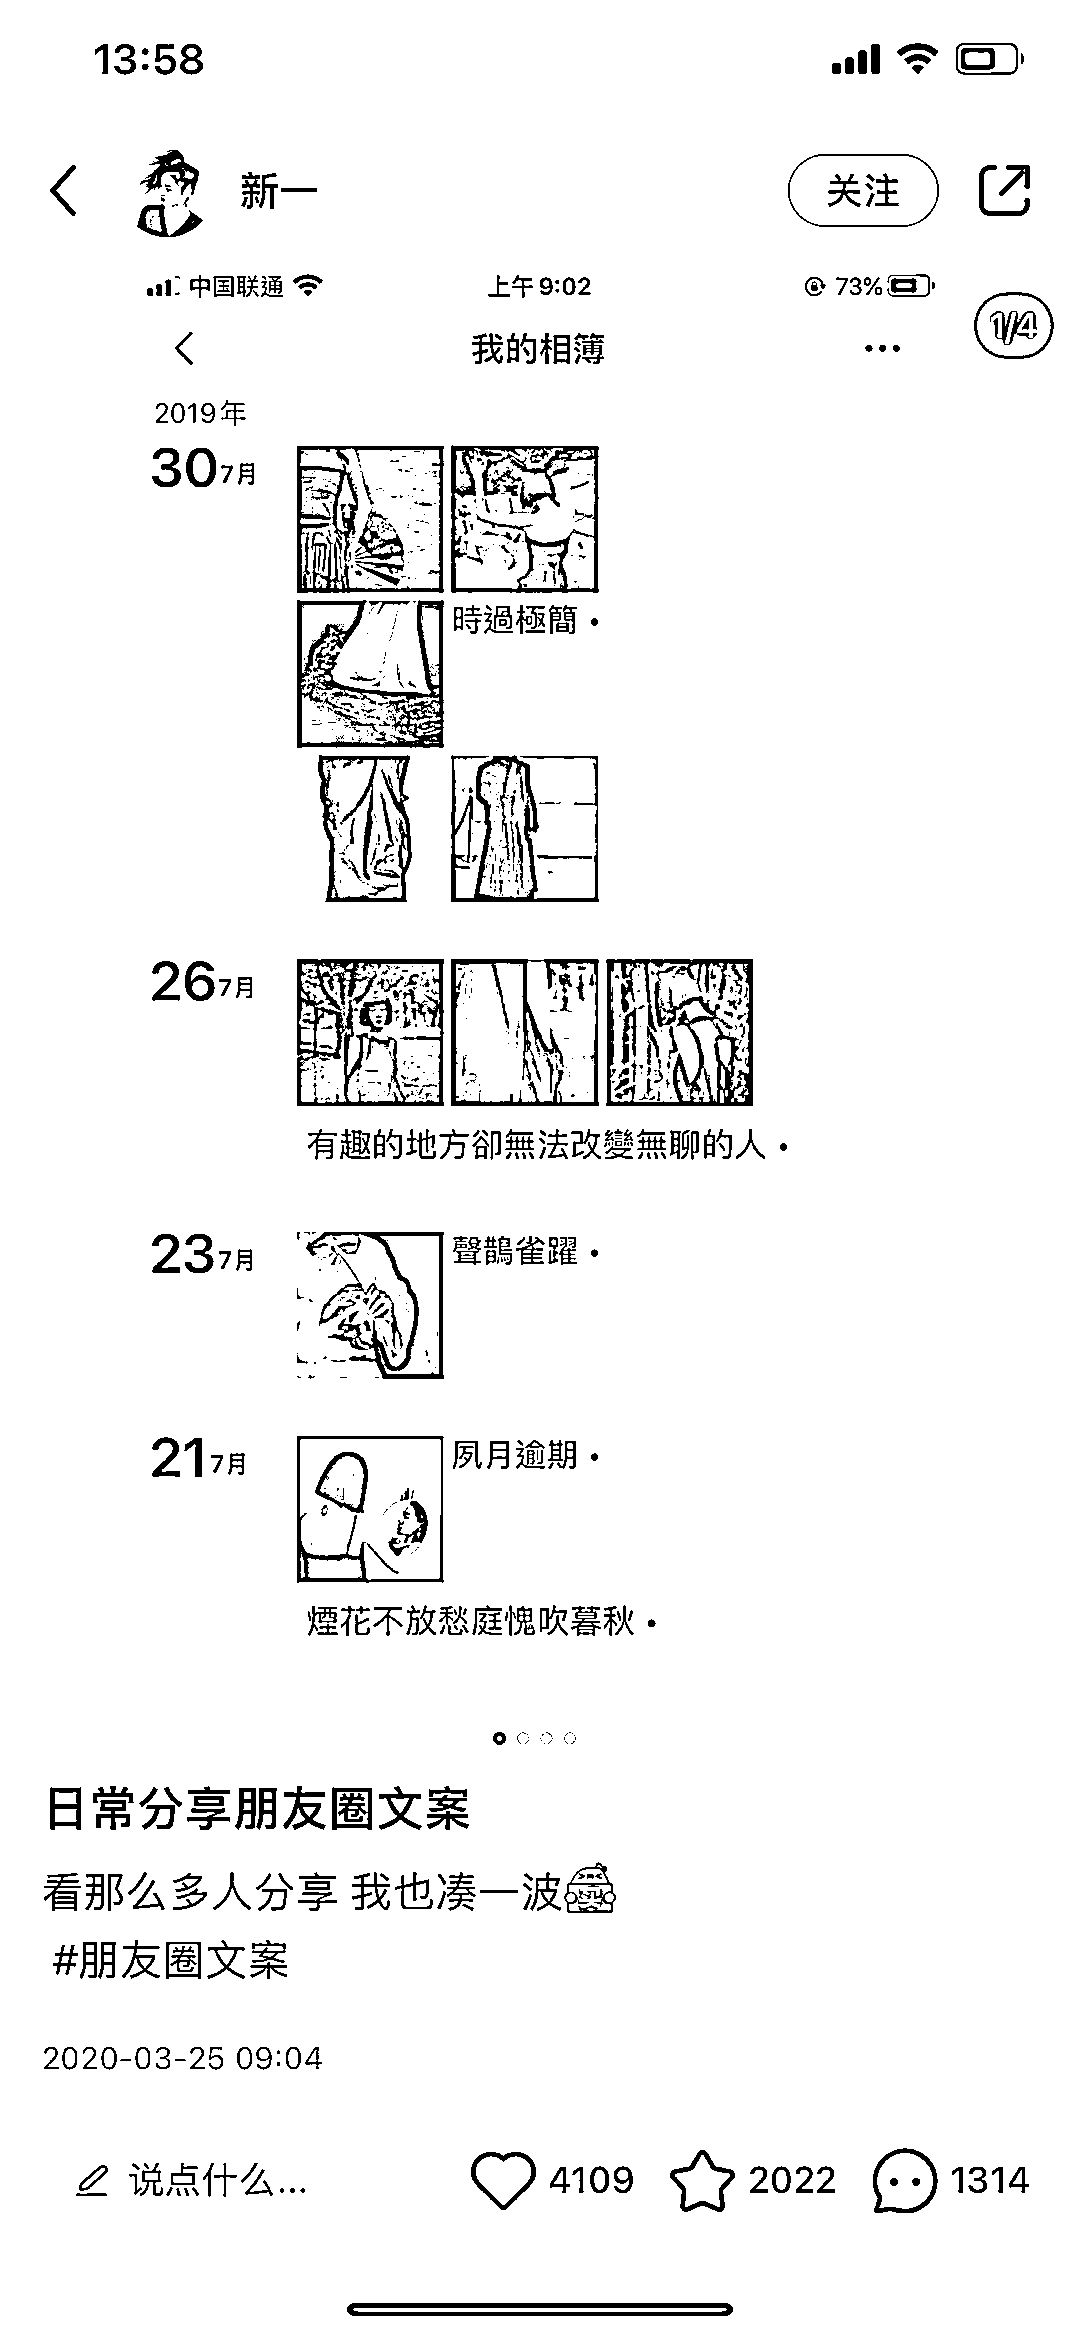 13:58
新一
关注
中国联通
上午9:02
73%
1/4
我的相簿
2019年
30 7月
時過極簡 •
26 7月
有趣的地方卻無法改變無聊的人 •
23 7月
聲鵲雀躍 •
21 7月
夙月逾期 •
煙花不放愁庭愧吹暮秋 •
日常分享朋友圈文案
看那么多人分享 我也凑一波
#朋友圈文案
2020-03-25 09:04
说点什么...
4109
2022
1314